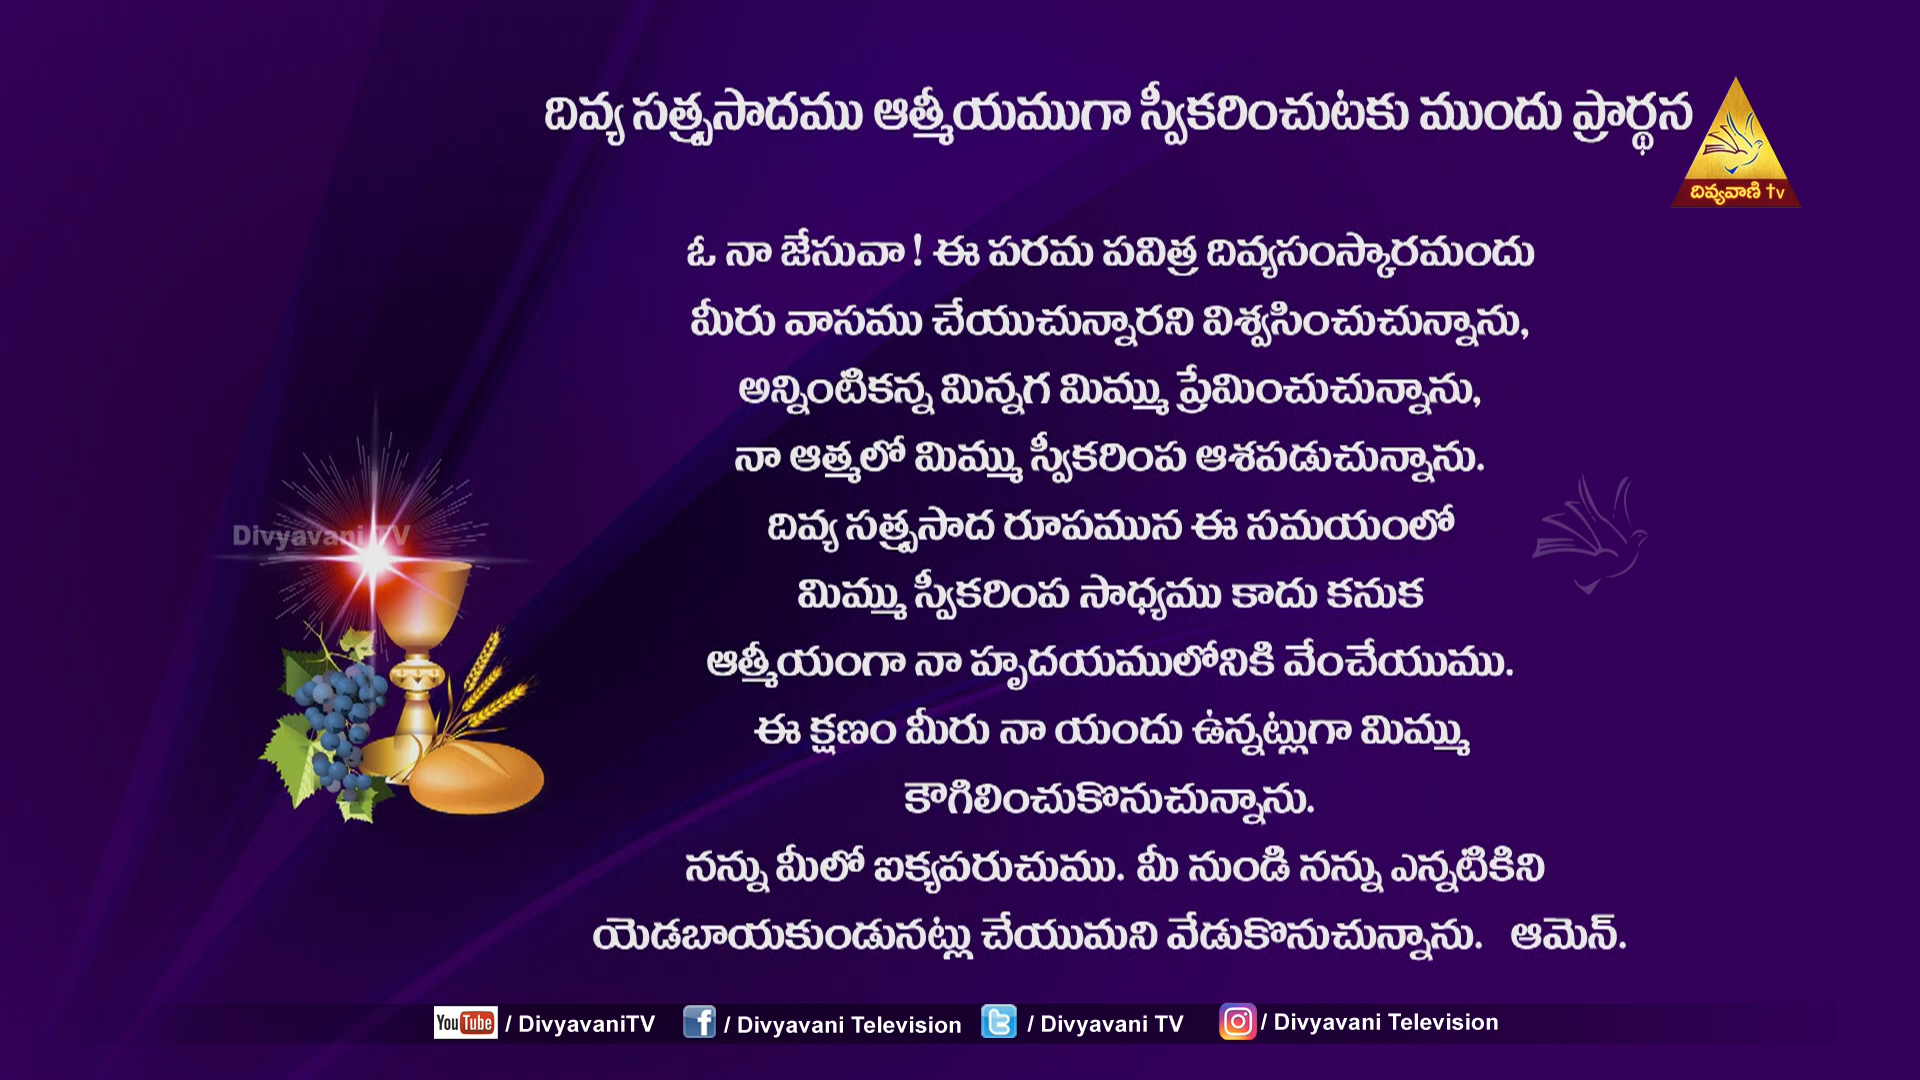 దివ్య సత్ప్రసాదము ఆత్మీయముగా స్వీకరించుటకు ముందు ప్రార్థన
దివ్యవాణి tv
ఓ నా జేసువా ! ఈ పరమ పవిత్ర దివ్యసంస్కారమందు
మీరు వాసము చేయుచున్నారని విశ్వసించుచున్నాను,
అన్నింటికన్న మిన్నగ మిమ్ము ప్రేమించుచున్నాను,
నా ఆత్మలో మిమ్ము స్వీకరింప ఆశపడుచున్నాను.
దివ్య సత్ప్రసాద రూపమున ఈ సమయంలో
Divyavani TV
మిమ్ము స్వీకరింప సాధ్యము కాదు కనుక
ఆత్మీయంగా నా హృదయములోనికి వేంచేయుము.
ఈ క్షణం మీరు నా యందు ఉన్నట్లుగా మిమ్ము
కౌగిలించుకొనుచున్నాను.
నన్ను మీలో ఐక్యపరుచుము. మీ నుండి నన్ను ఎన్నటికిని
యెడబాయకుండునట్లు చేయుమని వేడుకొనుచున్నాను. ఆమెన్.
YouTube / DivyavaniTV f / Divyavani Television / Divyavani TV / Divyavani Television